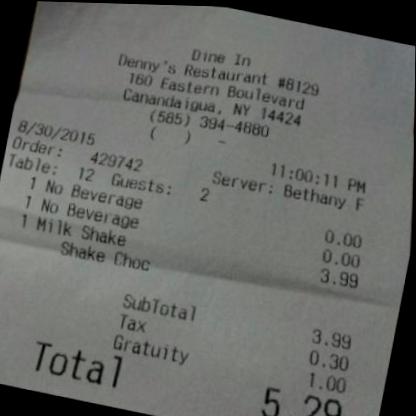 Dine In
Denny's Restaurant #8129
160 Eastern Boulevard
Canandaigua, NY 14424
(585) 394-4880
(   )   -
8/30/2015 11:00:11 PM
Order: 429742 Server: Bethany F
Table: 12 Guests: 2
1 No Beverage 0.00
1 No Beverage 0.00
1 Milk Shake 3.99
Shake Choc
SubTotal 3.99
Tax 0.30
Gratuity 1.00
Total 5.29